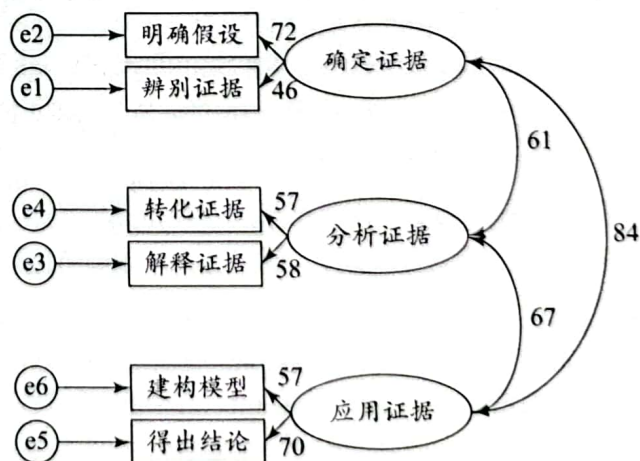 e2 明确假设 72
确定证据
e1 辨别证据 46
61
e4 转化证据 57
分析证据
84
e3 解释证据 58
67
e6 建构模型 57
应用证据
e5 得出结论 70